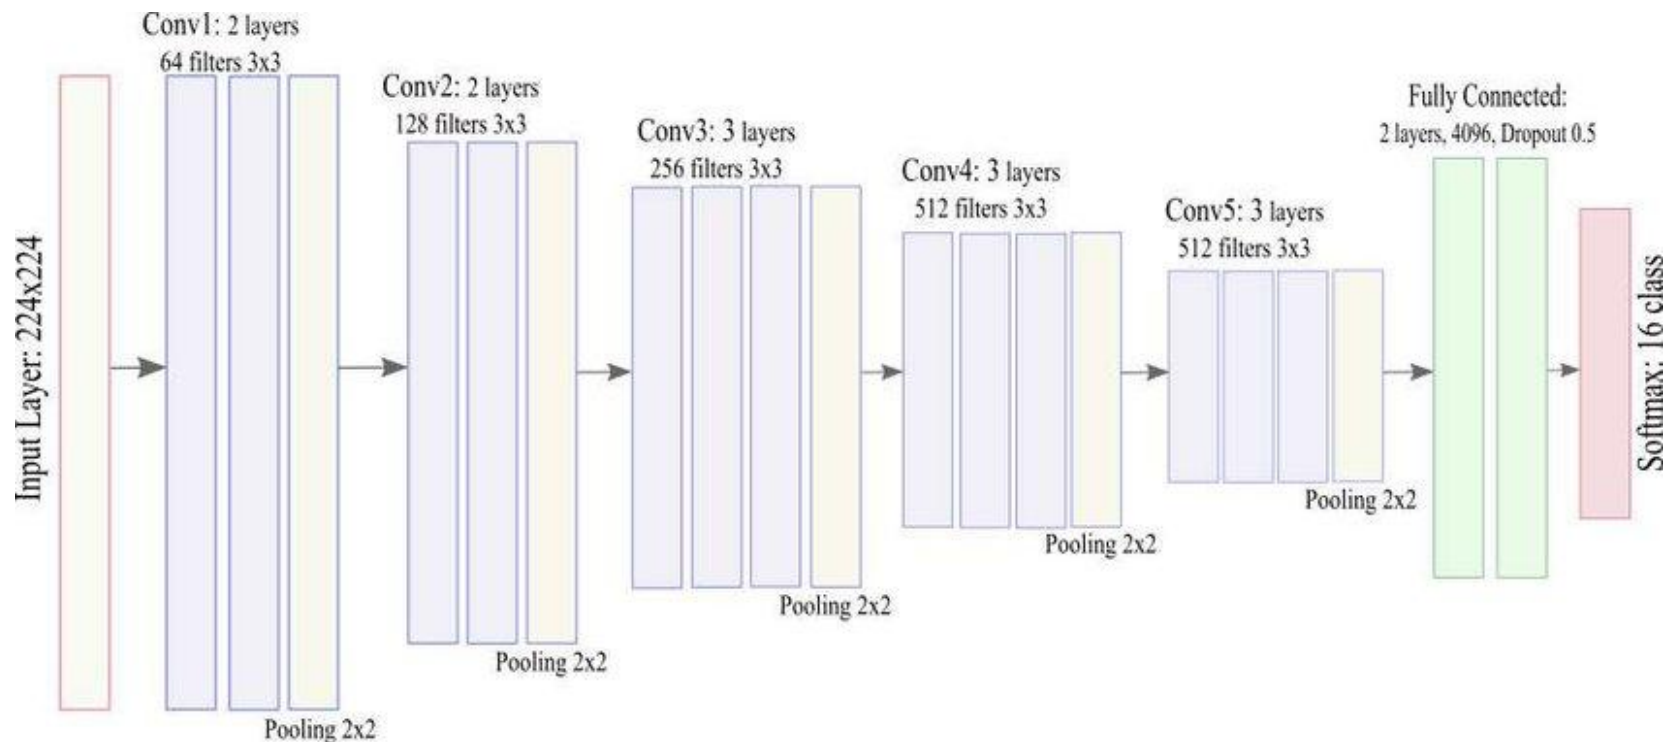 Input Layer: 224x224
Conv1: 2 layers
64 filters 3x3
Pooling 2x2
Conv2: 2 layers
128 filters 3x3
Pooling 2x2
Conv3: 3 layers
256 filters 3x3
Pooling 2x2
Conv4: 3 layers
512 filters 3x3
Pooling 2x2
Conv5: 3 layers
512 filters 3x3
Pooling 2x2
Fully Connected:
2 layers, 4096, Dropout 0.5
Softmax: 16 class